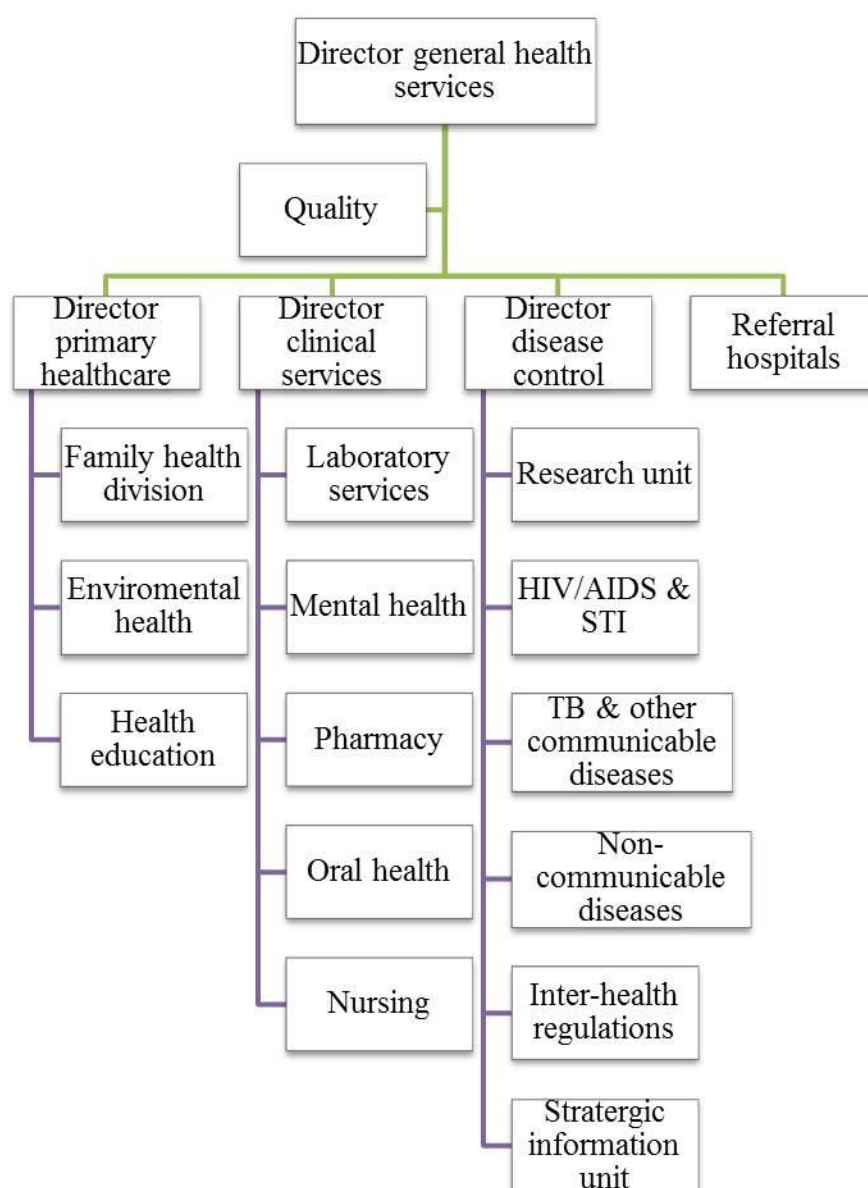 Director general health
services
Quality
Director
primary
healthcare
Director
clinical
services
Director
disease
control
Referral
hospitals
Family health
division
Enviromental
health
Health
education
Laboratory
services
Mental health
Pharmacy
Oral health
Nursing
Research unit
HIV/AIDS &
STI
TB & other
communicable
diseases
Non-
communicable
diseases
Inter-health
regulations
Stratergic
information
unit